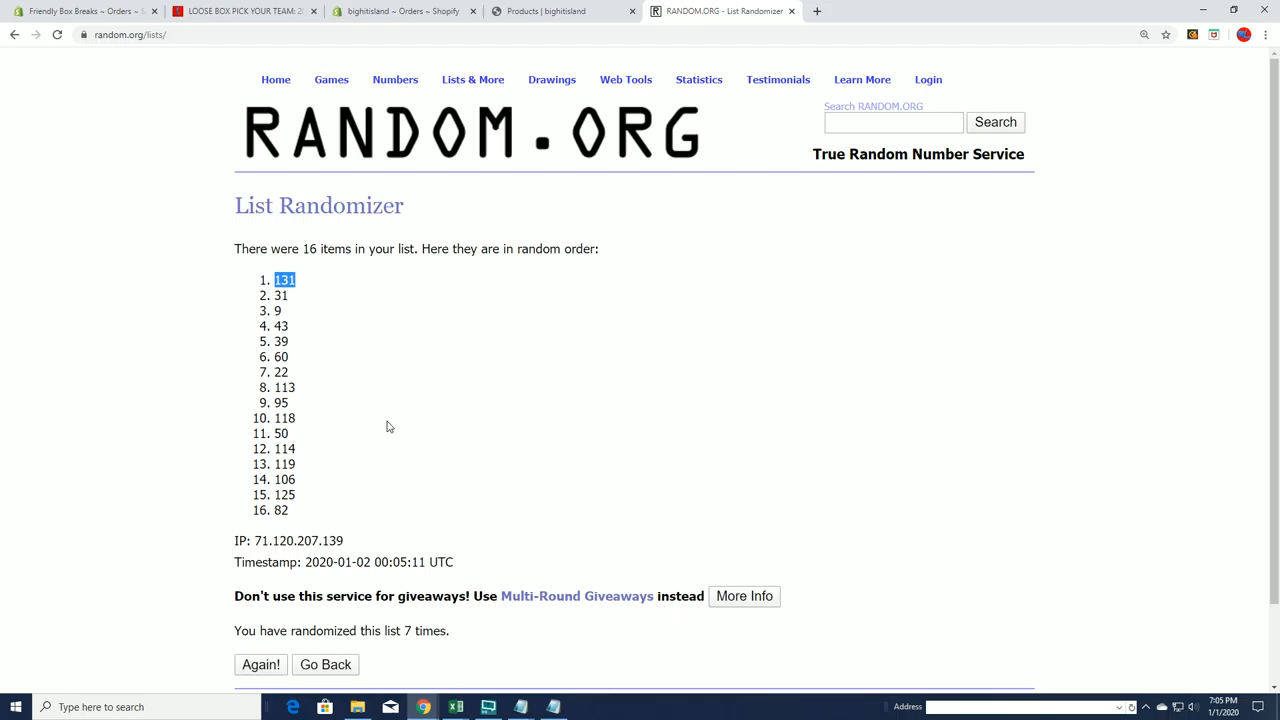 Friendly Box Breaks ~ Orders ~ S
LOOSE BOX PICK YOUR TEAM: 2
bightisland ~ Orders ~ Shopify
Products | bightisland
RANDOM.ORG - List Randomizer
random.org/lists/
Home Games Numbers Lists & More Drawings Web Tools Statistics Testimonials Learn More Login
RANDOM.ORG
Search RANDOM.ORG
Search
True Random Number Service
List Randomizer
There were 16 items in your list. Here they are in random order:
1. 131
2. 31
3. 9
4. 43
5. 39
6. 60
7. 22
8. 113
9. 95
10. 118
11. 50
12. 114
13. 119
14. 106
15. 125
16. 82
IP: 71.120.207.139
Timestamp: 2020-01-02 00:05:11 UTC
Don't use this service for giveaways! Use Multi-Round Giveaways instead More Info
You have randomized this list 7 times.
Again! Go Back
Type here to search
Address
7:05 PM
1/1/2020